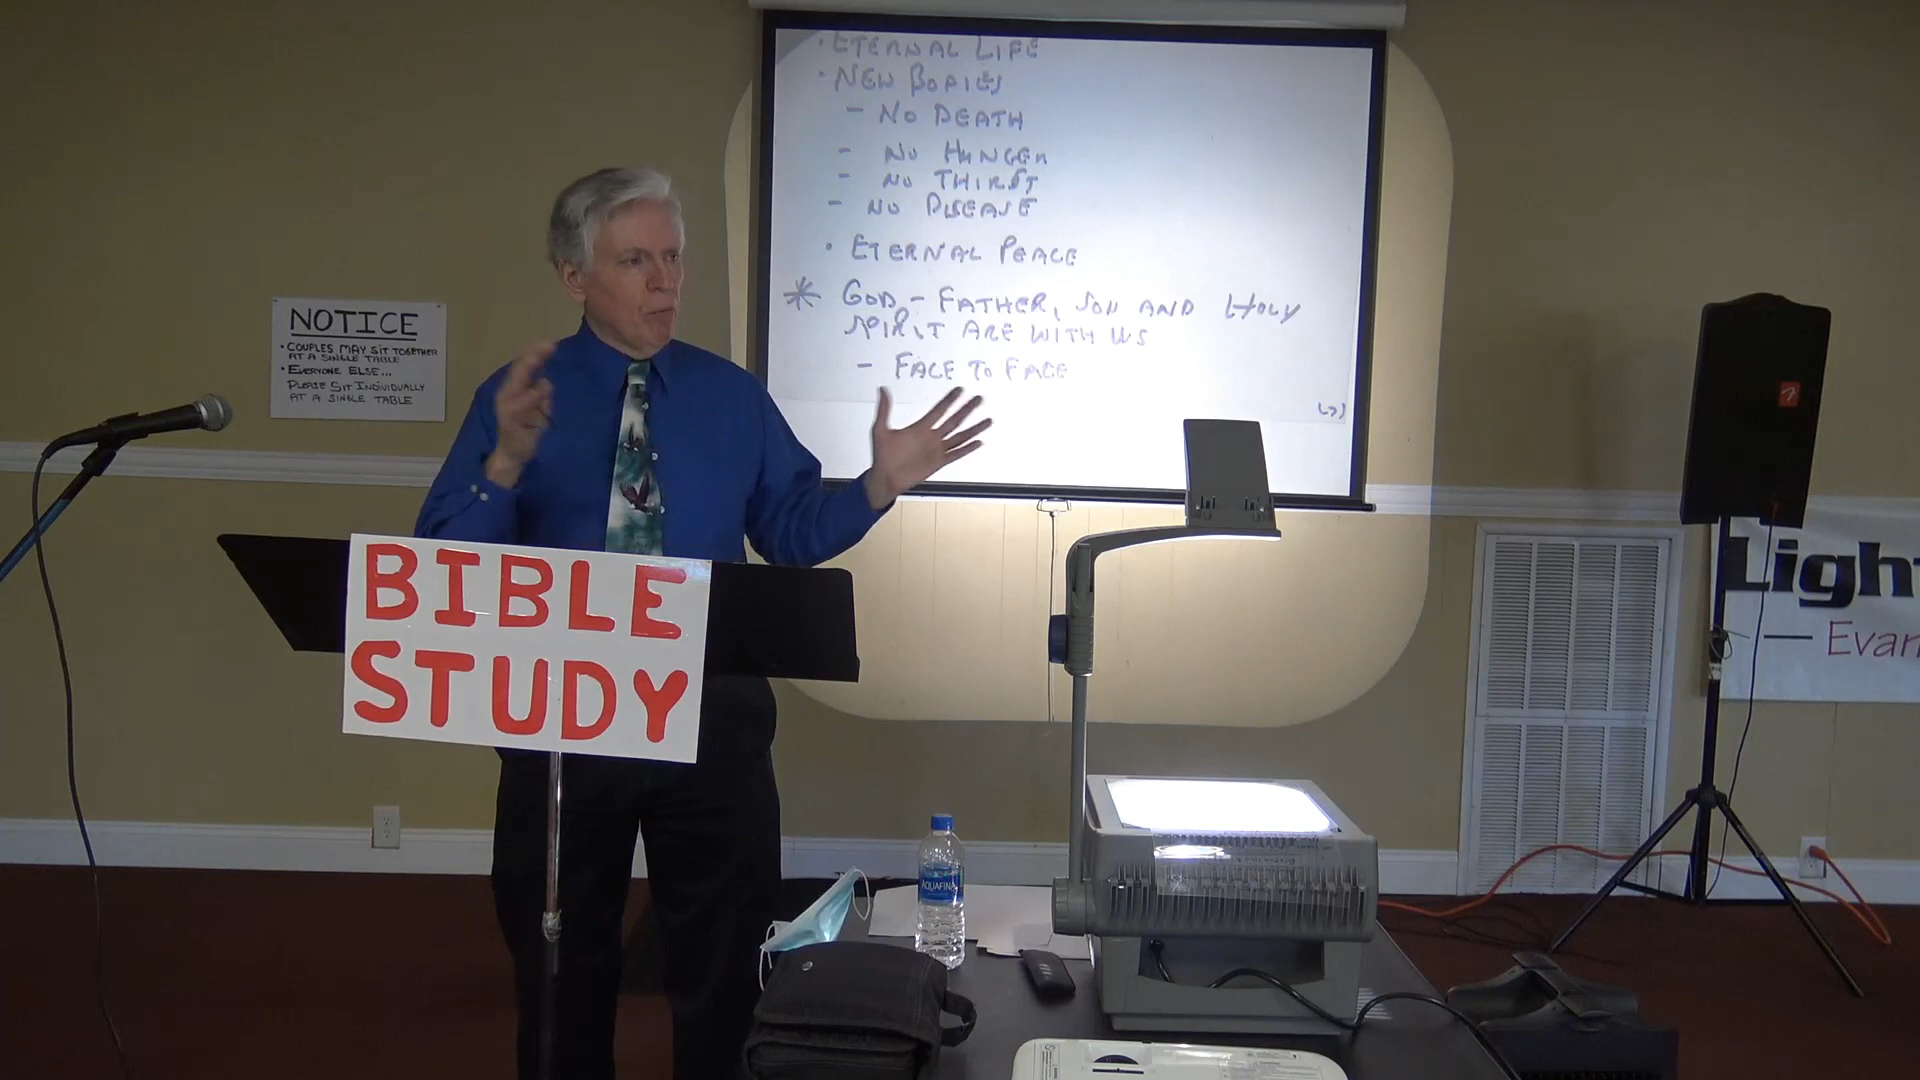 • ETERNAL LIFE
• NEW BODIES
- NO DEATH
- NO HUNGER
- NO THIRST
- NO DISEASE
• ETERNAL PEACE
* GOD - FATHER, SON AND HOLY
SPIRIT ARE WITH US
- FACE TO FACE
(7)
NOTICE
• COUPLES MAY SIT TOGETHER
AT A SINGLE TABLE
• EVERYONE ELSE...
PLEASE SIT INDIVIDUALLY
AT A SINGLE TABLE
BIBLE
STUDY
Ligh
Evan
AQUAFINA